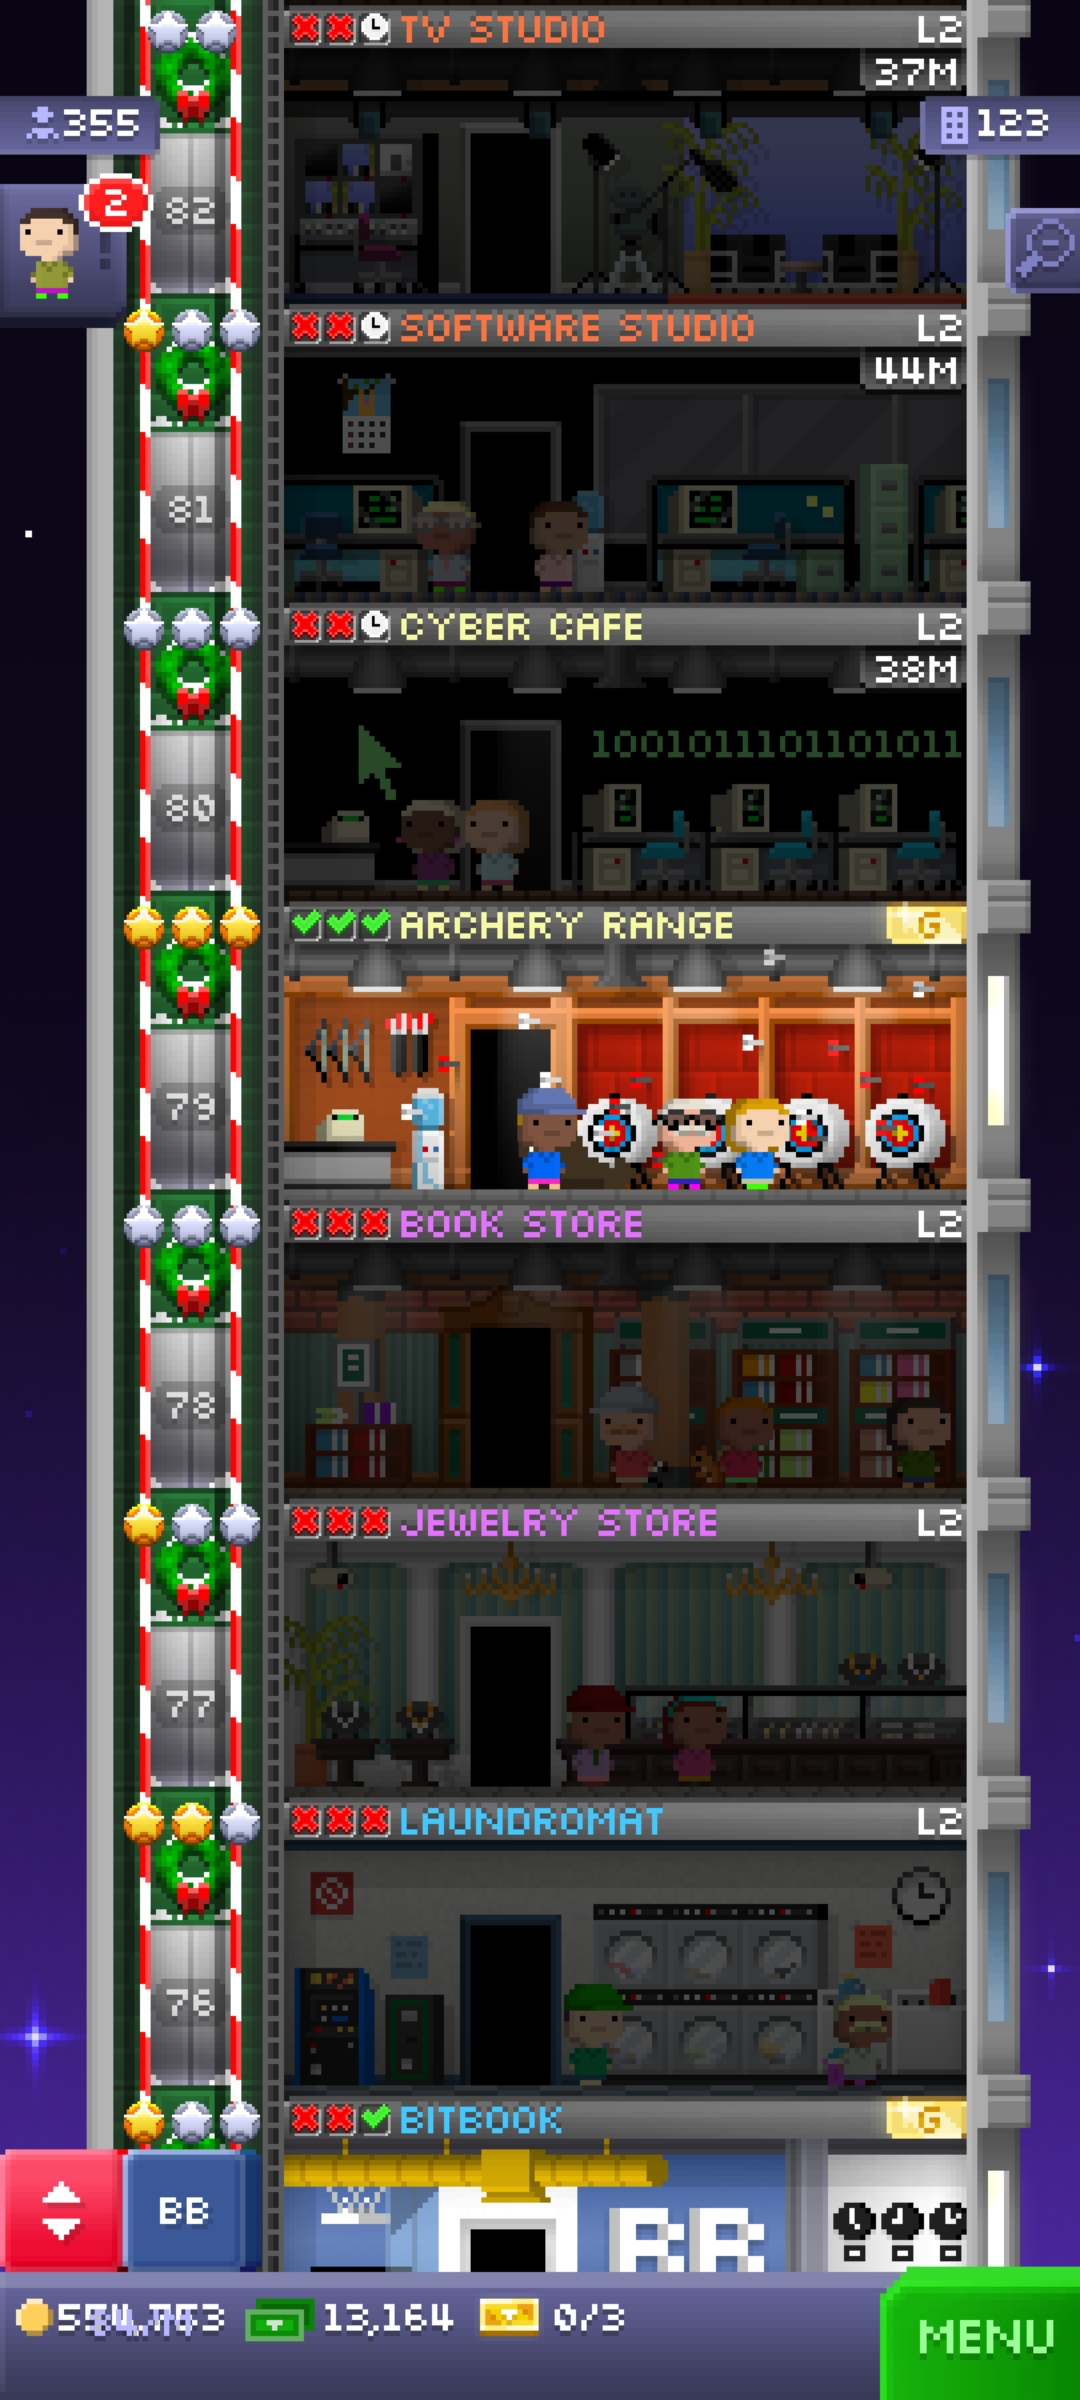 TV STUDIO L2
37M
355
123
2
82
SOFTWARE STUDIO L2
44M
81
CYBER CAFE L2
38M
1001011101101011
80
ARCHERY RANGE G
79
BOOK STORE L2
78
JEWELRY STORE L2
77
LAUNDROMAT L2
76
BITBOOK G
BB
BB
13,164
0/3
MENU